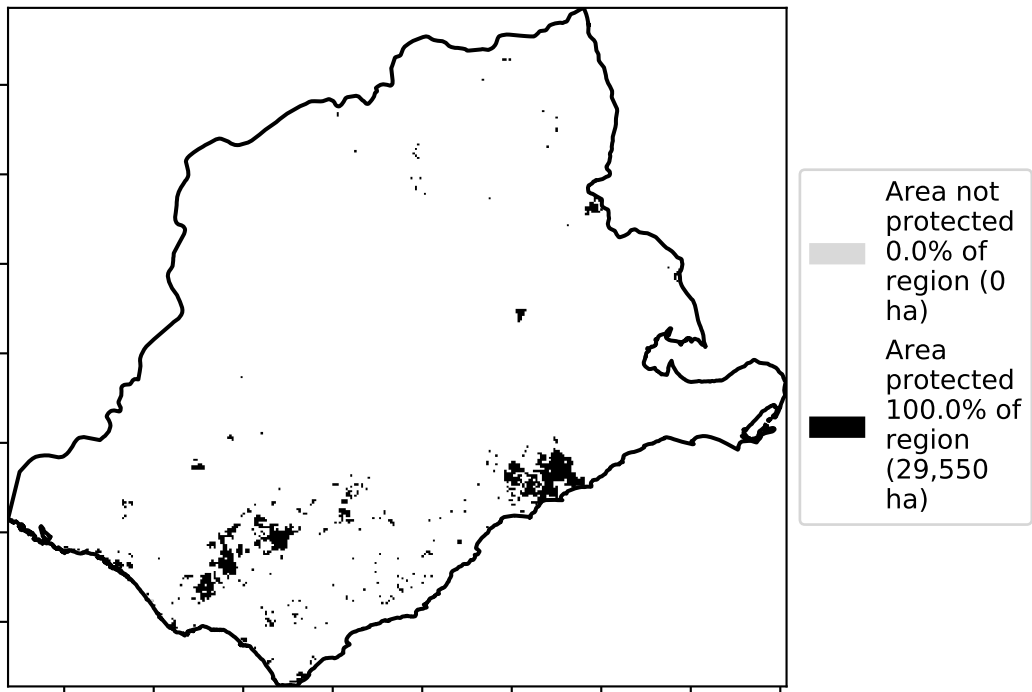 Area not
protected
0.0% of
region (0
ha)
Area
protected
100.0% of
region
(29,550
ha)